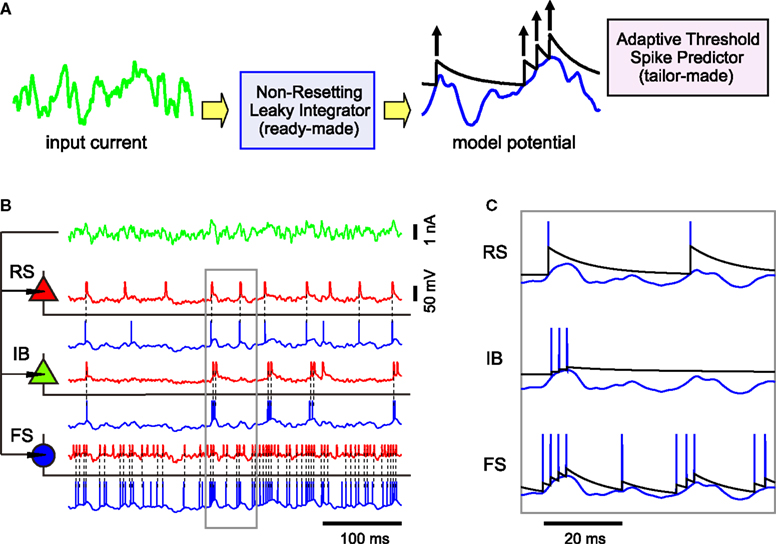 A
input current
Non-Resetting
Leaky Integrator
(ready-made)
model potential
Adaptive Threshold
Spike Predictor
(tailor-made)
B
1 nA
RS
50 mV
IB
FS
100 ms
C
RS
IB
FS
20 ms